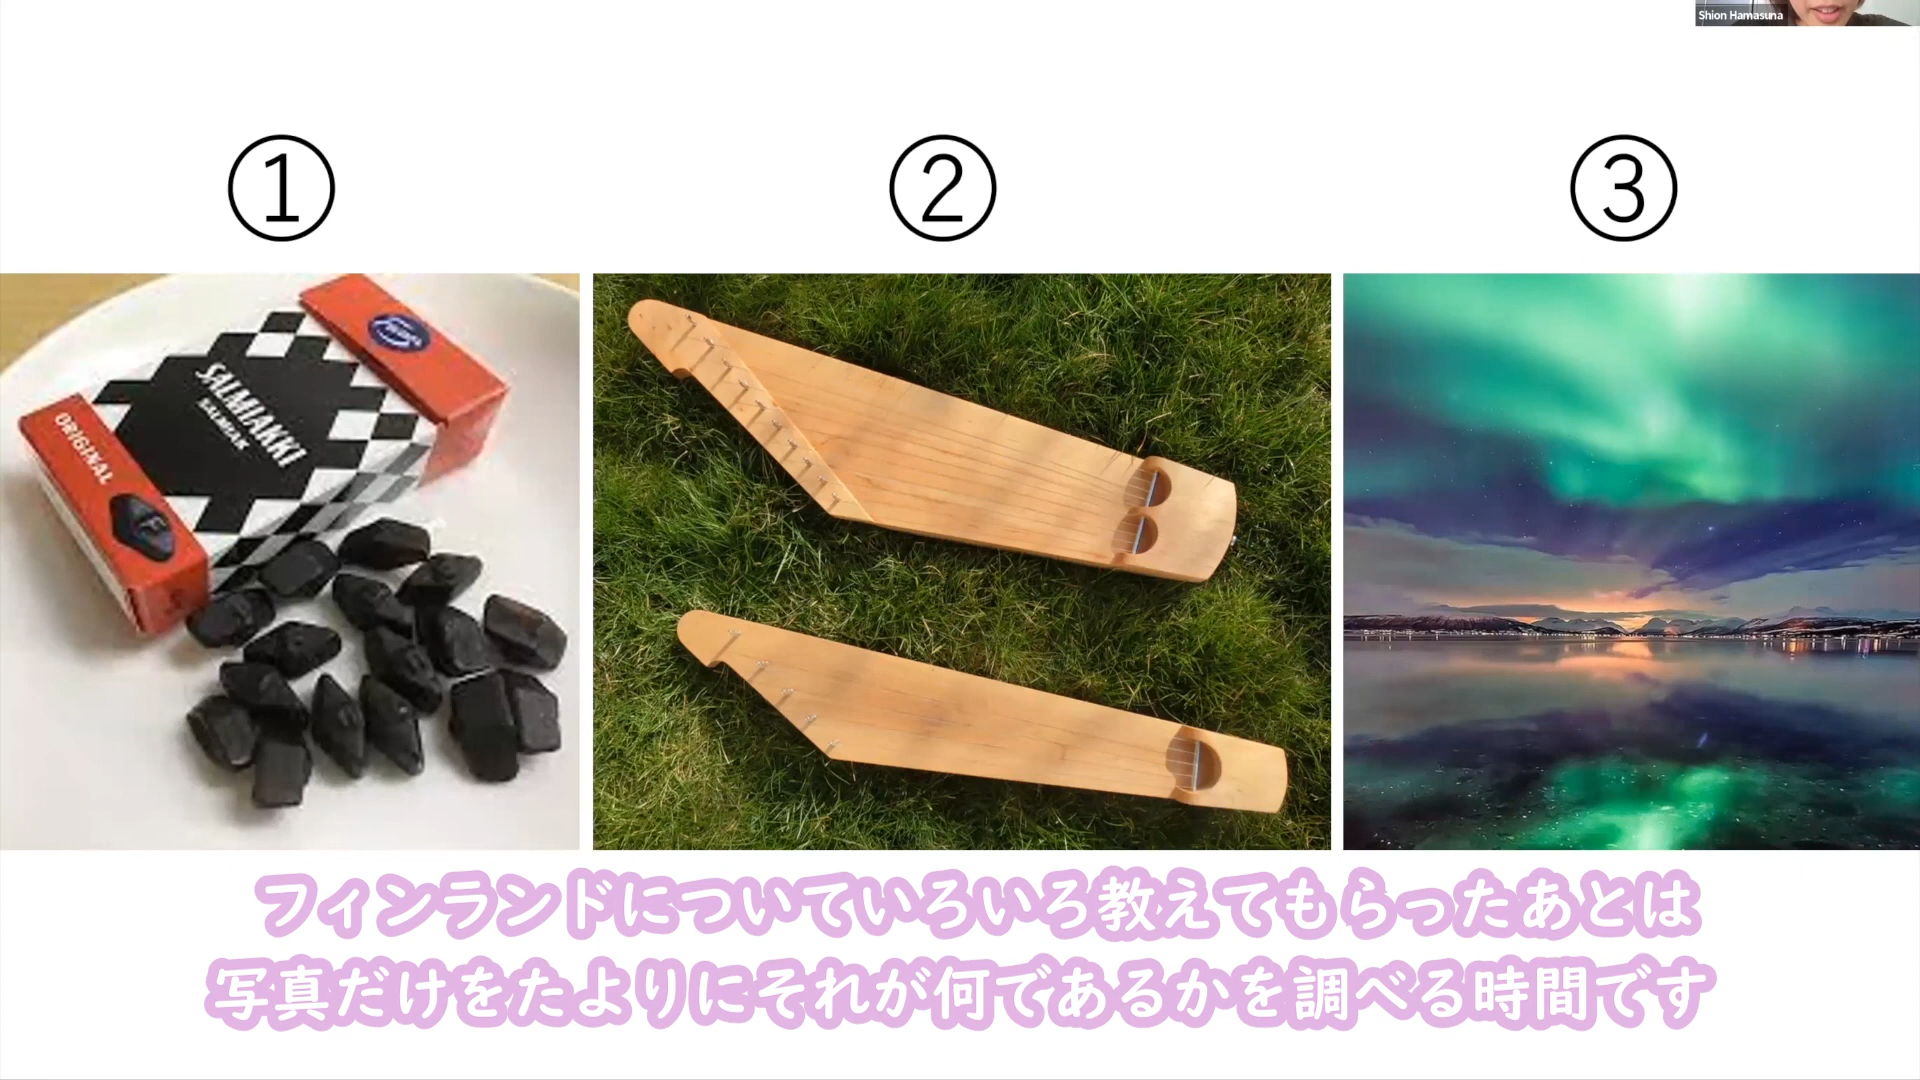 Shion Hamasuna
①
②
③
Fazer
SALMIAKKI
SALMIAK
ORIGINAL
フィンランドについていろいろ教えてもらったあとは
写真だけをたよりにそれが何であるかを調べる時間です